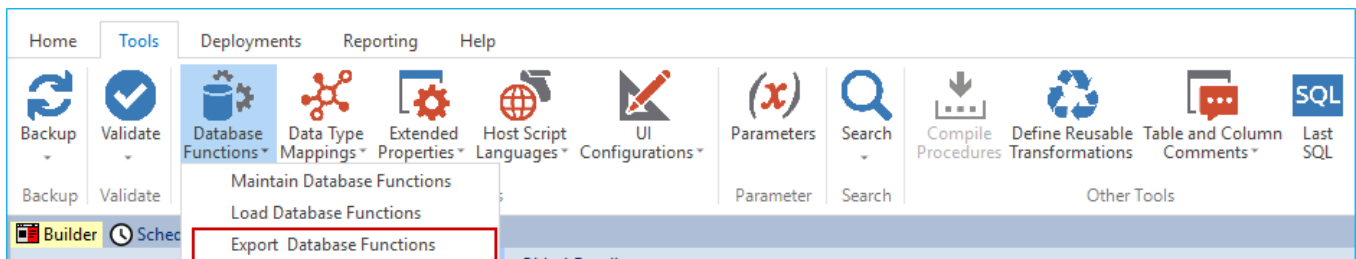 Home Tools Deployments Reporting Help
(x) SQL
Backup Validate Database Data Type Extended Host Script UI Parameters Search Compile Define Reusable Table and Column Last
Functions Mappings Properties Languages Configurations Procedures Transformations Comments SQL
Maintain Database Functions
Backup Validate Parameter Search Other Tools
Load Database Functions
Builder
Export Database Functions